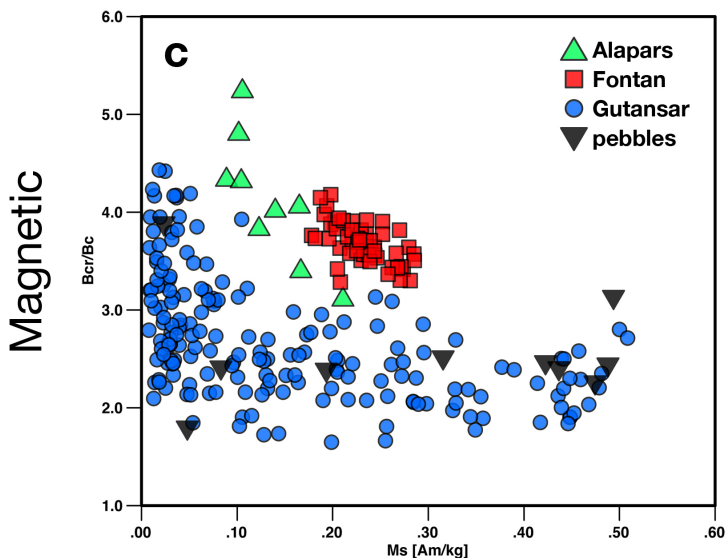 Magnetic
Bcr/Bc
6.0
5.0
4.0
3.0
2.0
1.0
c
Alapars
Fontan
Gutansar
pebbles
.00
.10
.20
.30
.40
.50
.60
Ms [Am/kg]